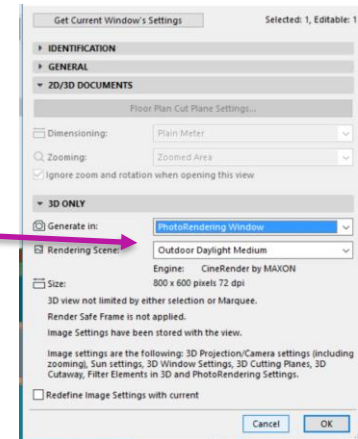 Get Current Window's Settings
Selected: 1, Editable: 1
IDENTIFICATION
GENERAL
2D/3D DOCUMENTS
Floor Plan Cut Plane Settings...
Dimensioning: Plain Meter
Zooming: Zoomed Area
Ignore zoom and rotation when opening this view
3D ONLY
Generate in: PhotoRendering Window
Rendering Scene: Outdoor Daylight Medium
Engine: CineRender by MAXON
Size: 800 x 600 pixels 72 dpi
3D view not limited by either selection or Marquee.
Render Safe Frame is not applied.
Image Settings have been stored with the view.
Image settings are the following: 3D Projection/Camera settings (including
zooming), Sun settings, 3D Window Settings, 3D Cutting Planes, 3D
Cutaway, Filter Elements in 3D and PhotoRendering Settings.
Redefine Image Settings with current
Cancel OK